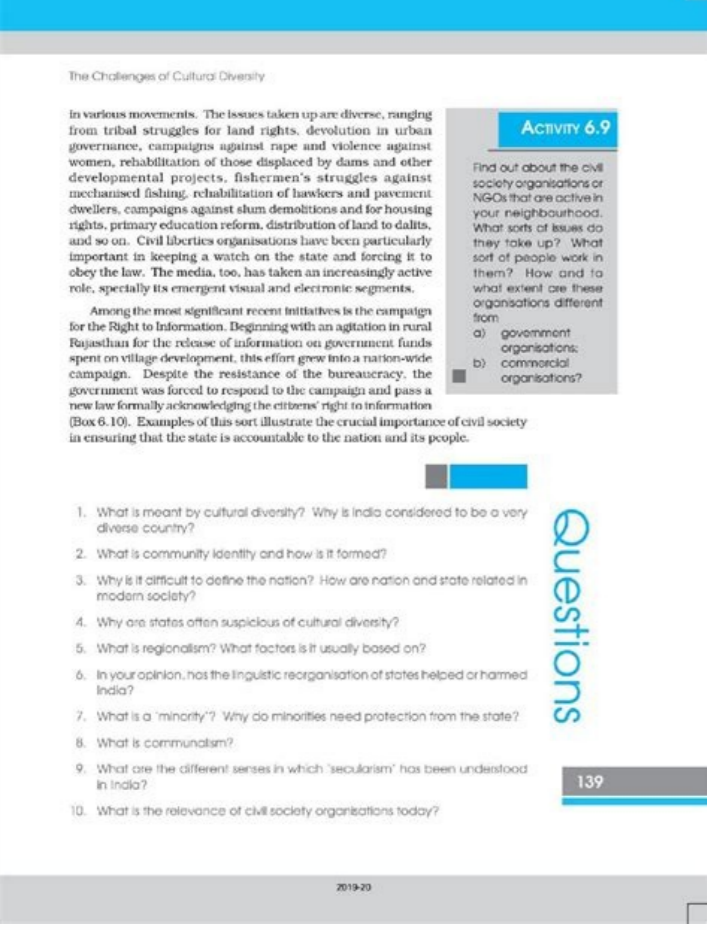 The Challenges of Cultural Diversity
in various movements. The issues taken up are diverse, ranging
from tribal struggles for land rights, devolution in urban
governance, campaigns against rape and violence against
women, rehabilitation of those displaced by dams and other
developmental projects, fishermen's struggles against
mechanised fishing, rehabilitation of hawkers and pavement
dwellers, campaigns against slum demolitions and for housing
rights, primary education reform, distribution of land to dalits,
and so on. Civil liberties organisations have been particularly
important in keeping a watch on the state and forcing it to
obey the law. The media, too, has taken an increasingly active
role, specially its emergent visual and electronic segments.
Among the most significant recent initiatives is the campaign
for the Right to Information. Beginning with an agitation in rural
Rajasthan for the release of information on government funds
spent on village development, this effort grew into a nation-wide
campaign. Despite the resistance of the bureaucracy, the
government was forced to respond to the campaign and pass a
new law formally acknowledging the citizens' right to information
(Box 6.10). Examples of this sort illustrate the crucial importance of civil society
in ensuring that the state is accountable to the nation and its people.
ACTIVITY 6.9
Find out about the civil
society organisations or
NGOs that are active in
your neighbourhood.
What sorts of issues do
they take up? What
sort of people work in
them? How and to
what extent are these
organisations different
from
a) government
organisations;
b) commercial
organisations?
1. What is meant by cultural diversity? Why is India considered to be a very
diverse country?
2. What is community identity and how is it formed?
3. Why is it difficult to define the nation? How are nation and state related in
modern society?
4. Why are states often suspicious of cultural diversity?
5. What is regionalism? What factors is it usually based on?
6. In your opinion, has the linguistic reorganisation of states helped or harmed
India?
7. What is a 'minority'? Why do minorities need protection from the state?
8. What is communalism?
9. What are the different senses in which 'secularism' has been understood
in India?
10. What is the relevance of civil society organisations today?
Questions
139
2019-20